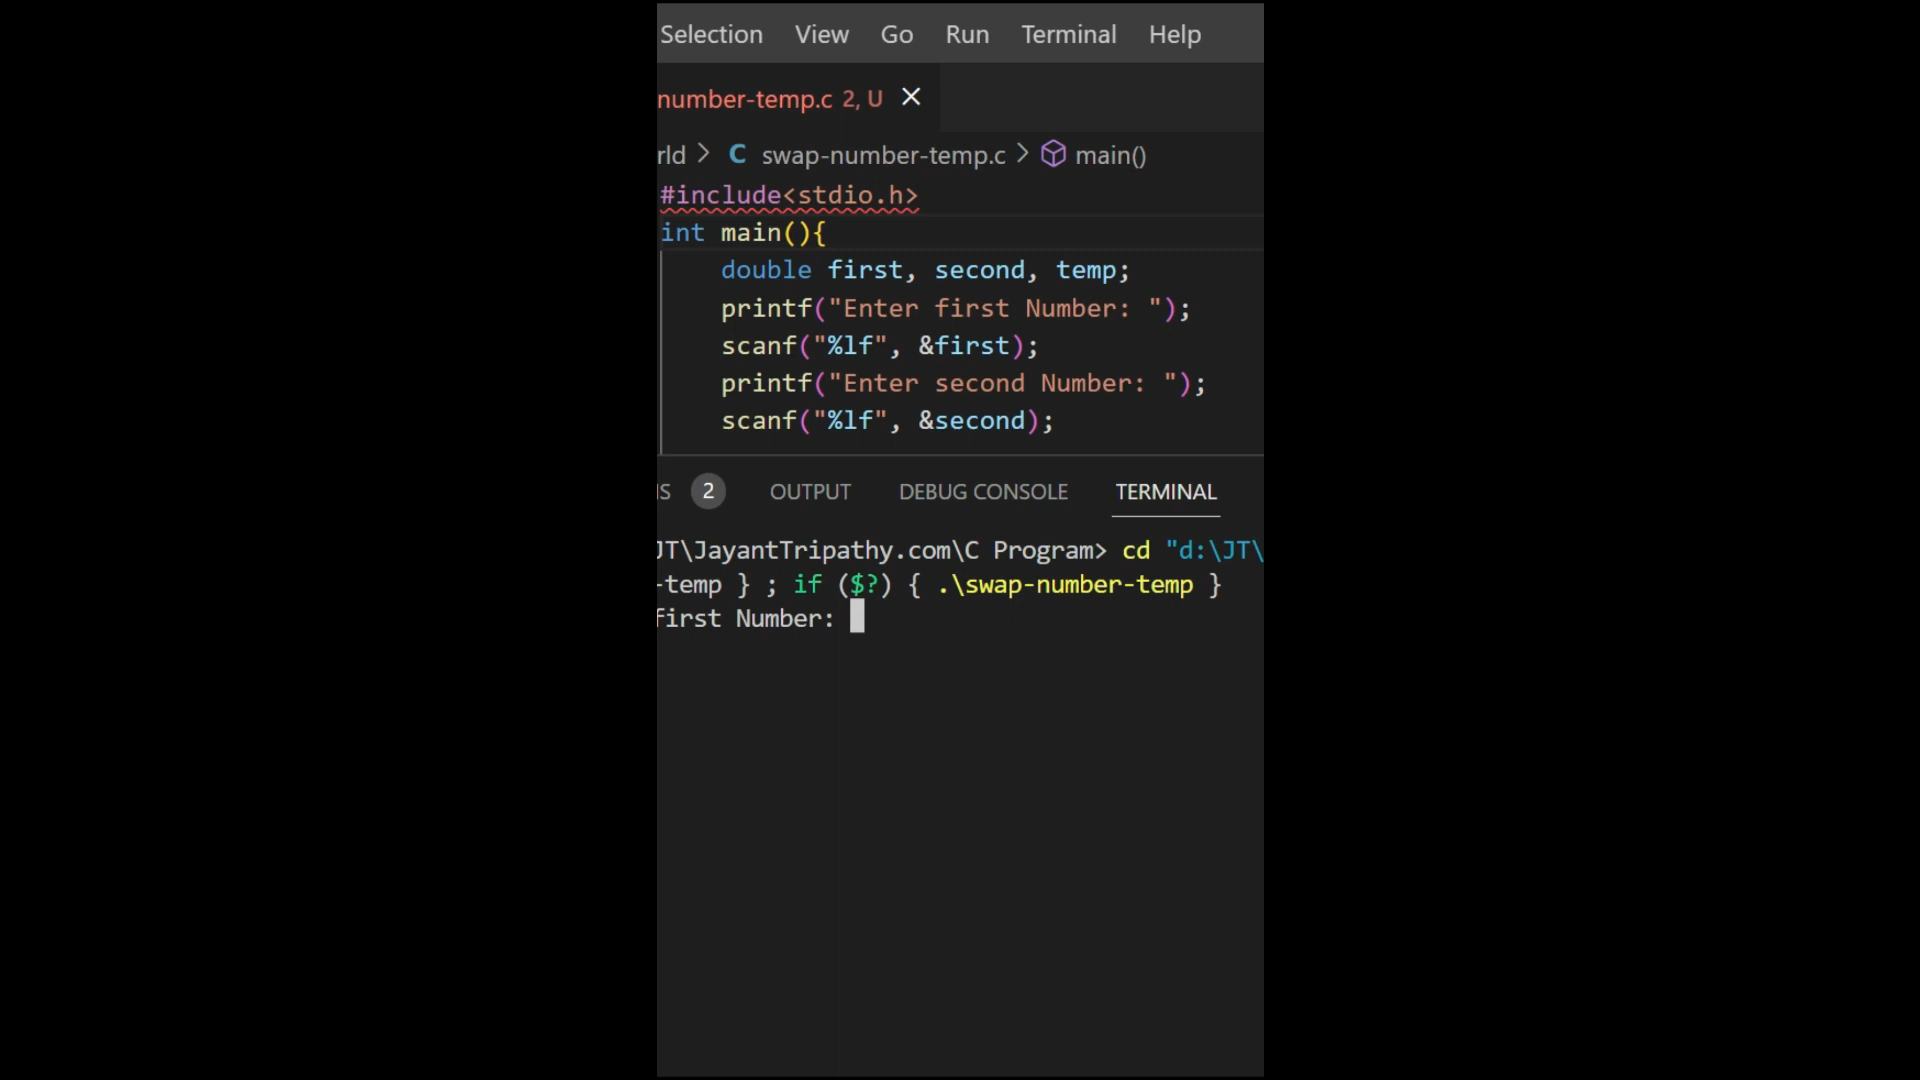 Selection View Go Run Terminal Help
number-temp.c 2, U
rld > C swap-number-temp.c > main()
#include<stdio.h>
int main(){
double first, second, temp;
printf("Enter first Number: ");
scanf("%lf", &first);
printf("Enter second Number: ");
scanf("%lf", &second);
MS 2 OUTPUT DEBUG CONSOLE TERMINAL
JT\JayantTripathy.com\C Program> cd "d:\JT\
-temp } ; if ($?) { .\swap-number-temp }
first Number: